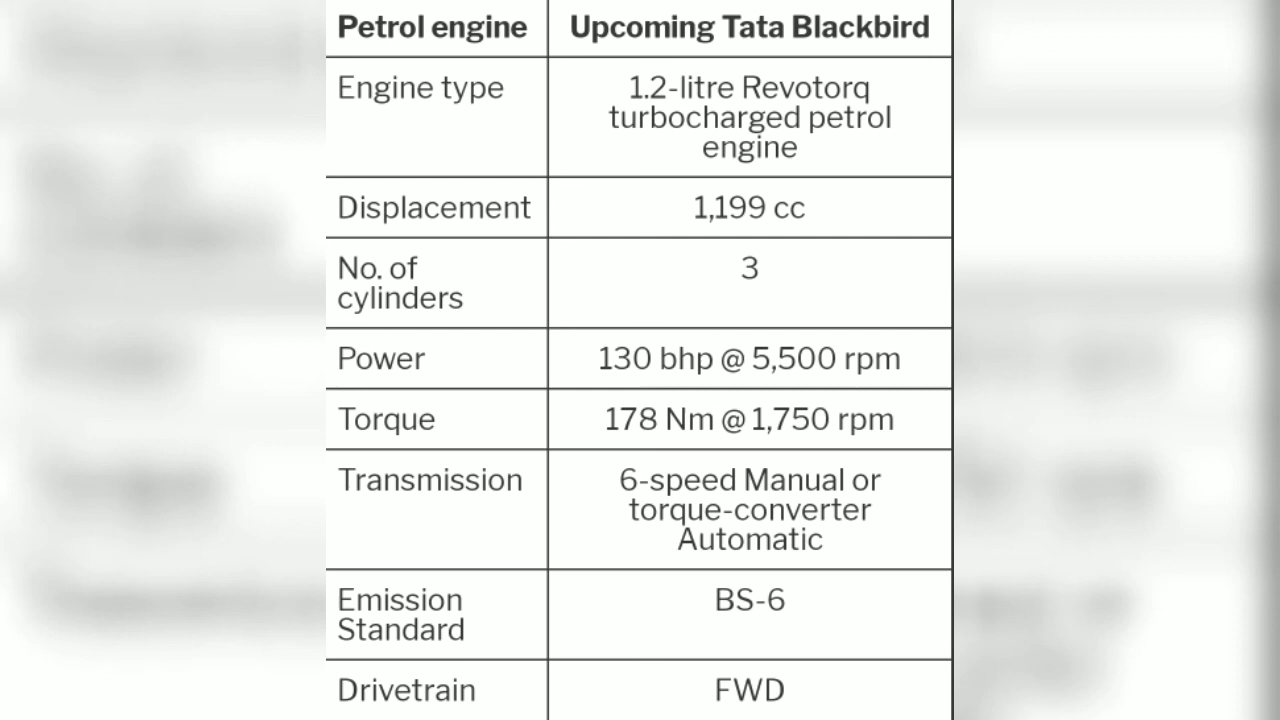 Petrol engine Upcoming Tata Blackbird
Engine type 1.2-litre Revotorq
turbocharged petrol
engine
Displacement 1,199 cc
No. of 3
cylinders
Power 130 bhp @ 5,500 rpm
Torque 178 Nm @ 1,750 rpm
Transmission 6-speed Manual or
torque-converter
Automatic
Emission BS-6
Standard
Drivetrain FWD